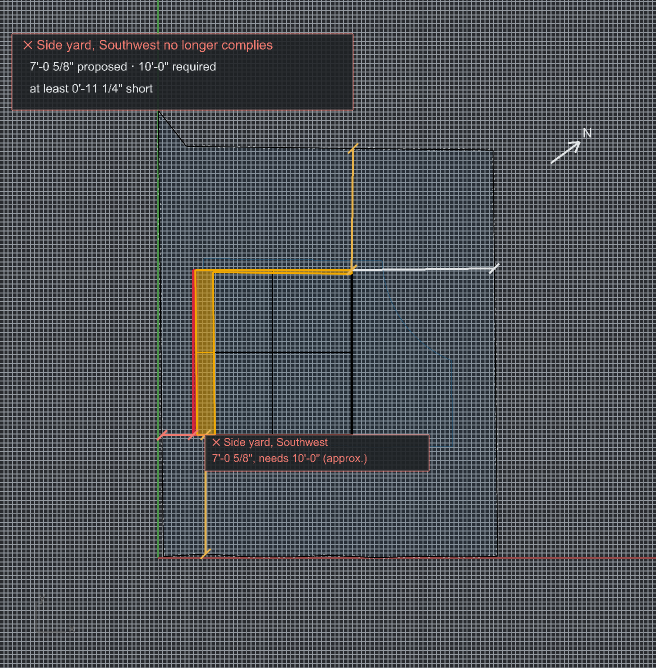 × Side yard, Southwest no longer complies
7'-0 5/8" proposed · 10'-0" required
at least 0'-11 1/4" short
N
× Side yard, Southwest
7'-0 5/8", needs 10'-0" (approx.)